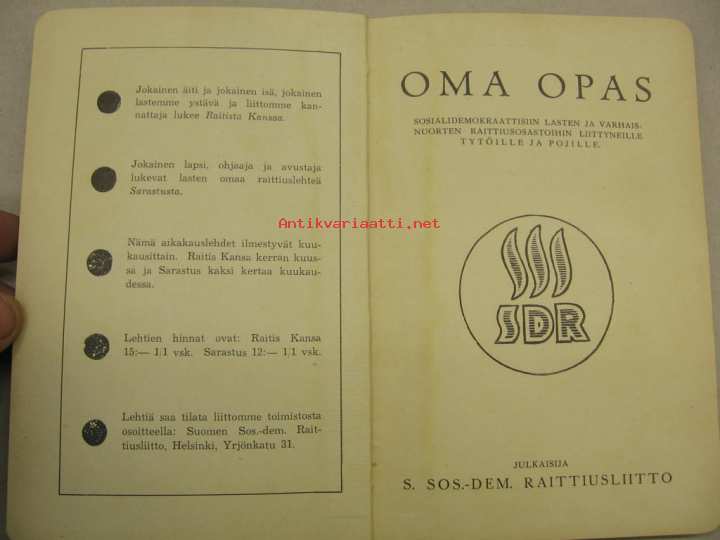 Jokainen äiti ja jokainen isä, jokainen
lastemme ystävä ja liittomme kan-
nattaja lukee Raitista Kansaa.
Jokainen lapsi, ohjaaja ja avustaja
lukevat lasten omaa raittiuslehteä
Sarastusta.
Nämä aikakauslehdet ilmestyvät kuu-
kausittain. Raitis Kansa kerran kuus-
sa ja Sarastus kaksi kertaa kuukau-
dessa.
Lehtien hinnat ovat: Raitis Kansa
15:— 1/1 vsk. Sarastus 12:— 1/1 vsk.
Lehtiä saa tilata liittomme toimistosta
osoitteella: Suomen Sos.-dem. Rait-
tiusliitto, Helsinki, Yrjönkatu 31.
OMA OPAS
SOSIALIDEMOKRAATTISIIN LASTEN JA VARHAIS-
NUORTEN RAITTIUSOSASTOIHIN LIITTYNEILLE
TYTÖILLE JA POJILLE.
SDR
JULKAISIJA
S. SOS.-DEM. RAITTIUSLIITTO
Antikvariaatti.net